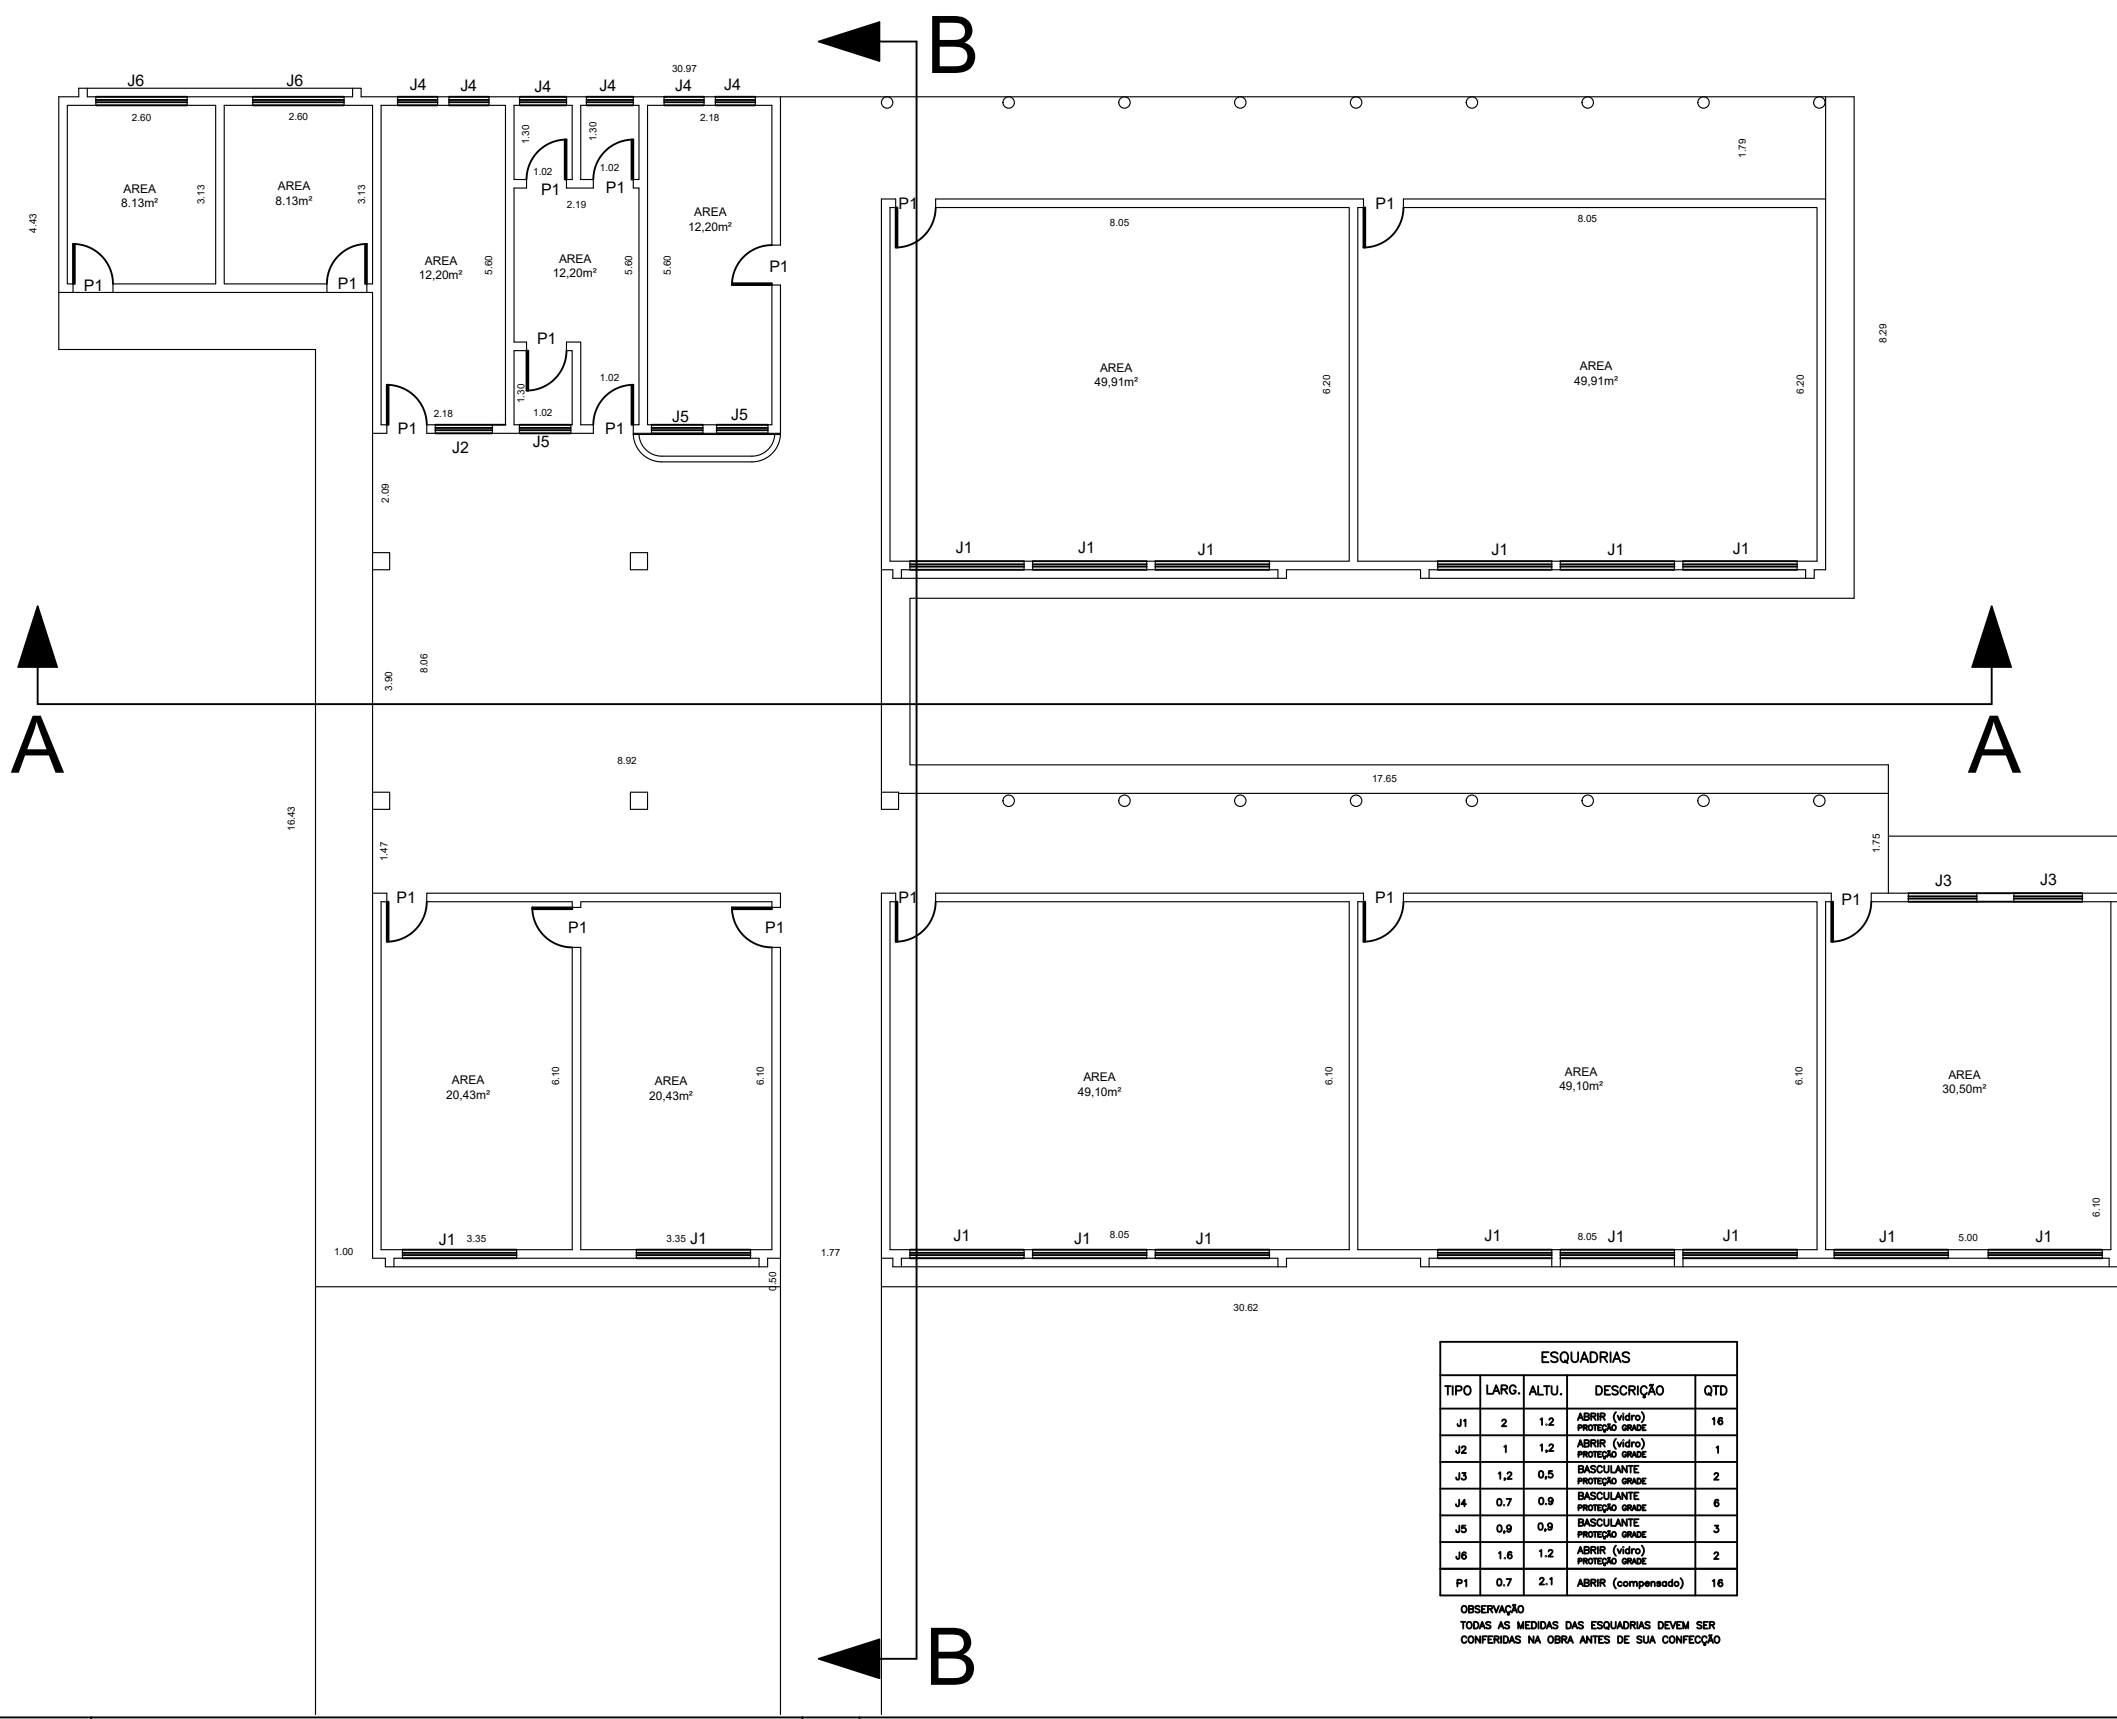 B
30.97
J6
J6
J4
J4
J4
J4
J4
J4
2.60
2.60
2.18
1.30
1.30
1.79
1.02
1.02
P1
P1
AREA
8.13m²
3.13
AREA
8.13m²
3.13
2.19
AREA
12,20m²
P1
P1
4.43
8.05
8.05
AREA
12,20m²
5.60
AREA
12,20m²
5.60
5.60
P1
P1
P1
8.29
P1
AREA
49,91m²
6.20
AREA
49,91m²
6.20
1.02
1.30
2.18
1.02
P1
J2
J5
P1
J5
J5
2.09
J1
J1
J1
J1
J1
J1
3.90
8.06
A
A
8.92
17.65
16.43
1.47
1.75
P1
P1
P1
P1
P1
P1
J3
J3
AREA
20,43m²
6.10
AREA
20,43m²
6.10
AREA
49,10m²
6.10
AREA
49,10m²
6.10
AREA
30,50m²
6.10
J1
3.35
3.35
J1
J1
J1
8.05
J1
J1
8.05
J1
J1
J1
5.00
J1
1.00
1.77
0.50
30.62
ESQUADRIAS
TIPO LARG. ALTU. DESCRIÇÃO QTD
J1 2 1.2 ABRIR (vidro) PROTEÇÃO GRADE 16
J2 1 1,2 ABRIR (vidro) PROTEÇÃO GRADE 1
J3 1,2 0,5 BASCULANTE PROTEÇÃO GRADE 2
J4 0.7 0.9 BASCULANTE PROTEÇÃO GRADE 6
J5 0,9 0,9 BASCULANTE PROTEÇÃO GRADE 3
J6 1.6 1.2 ABRIR (vidro) PROTEÇÃO GRADE 2
P1 0.7 2.1 ABRIR (compensado) 16
OBSERVAÇÃO
TODAS AS MEDIDAS DAS ESQUADRIAS DEVEM SER
CONFERIDAS NA OBRA ANTES DE SUA CONFECÇÃO
B